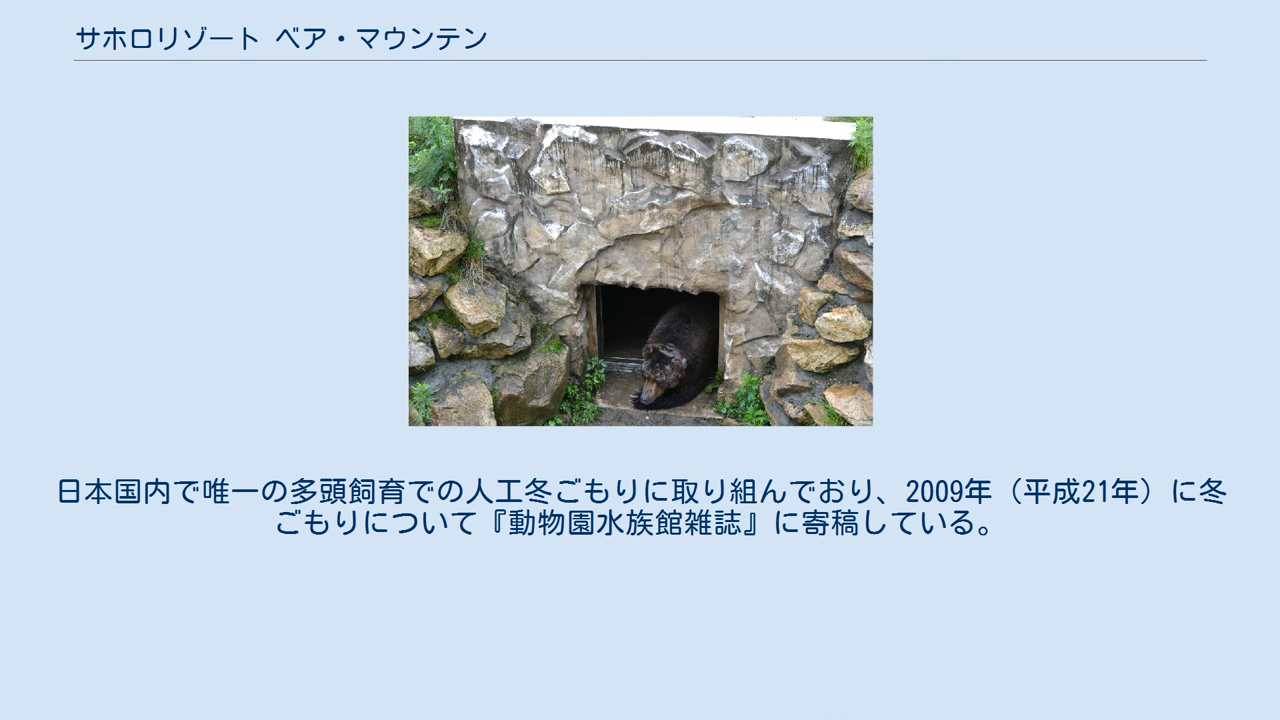 サホロリゾート ベア・マウンテン
日本国内で唯一の多頭飼育での人工冬ごもりに取り組んでおり、2009年（平成21年）に冬
ごもりについて『動物園水族館雑誌』に寄稿している。